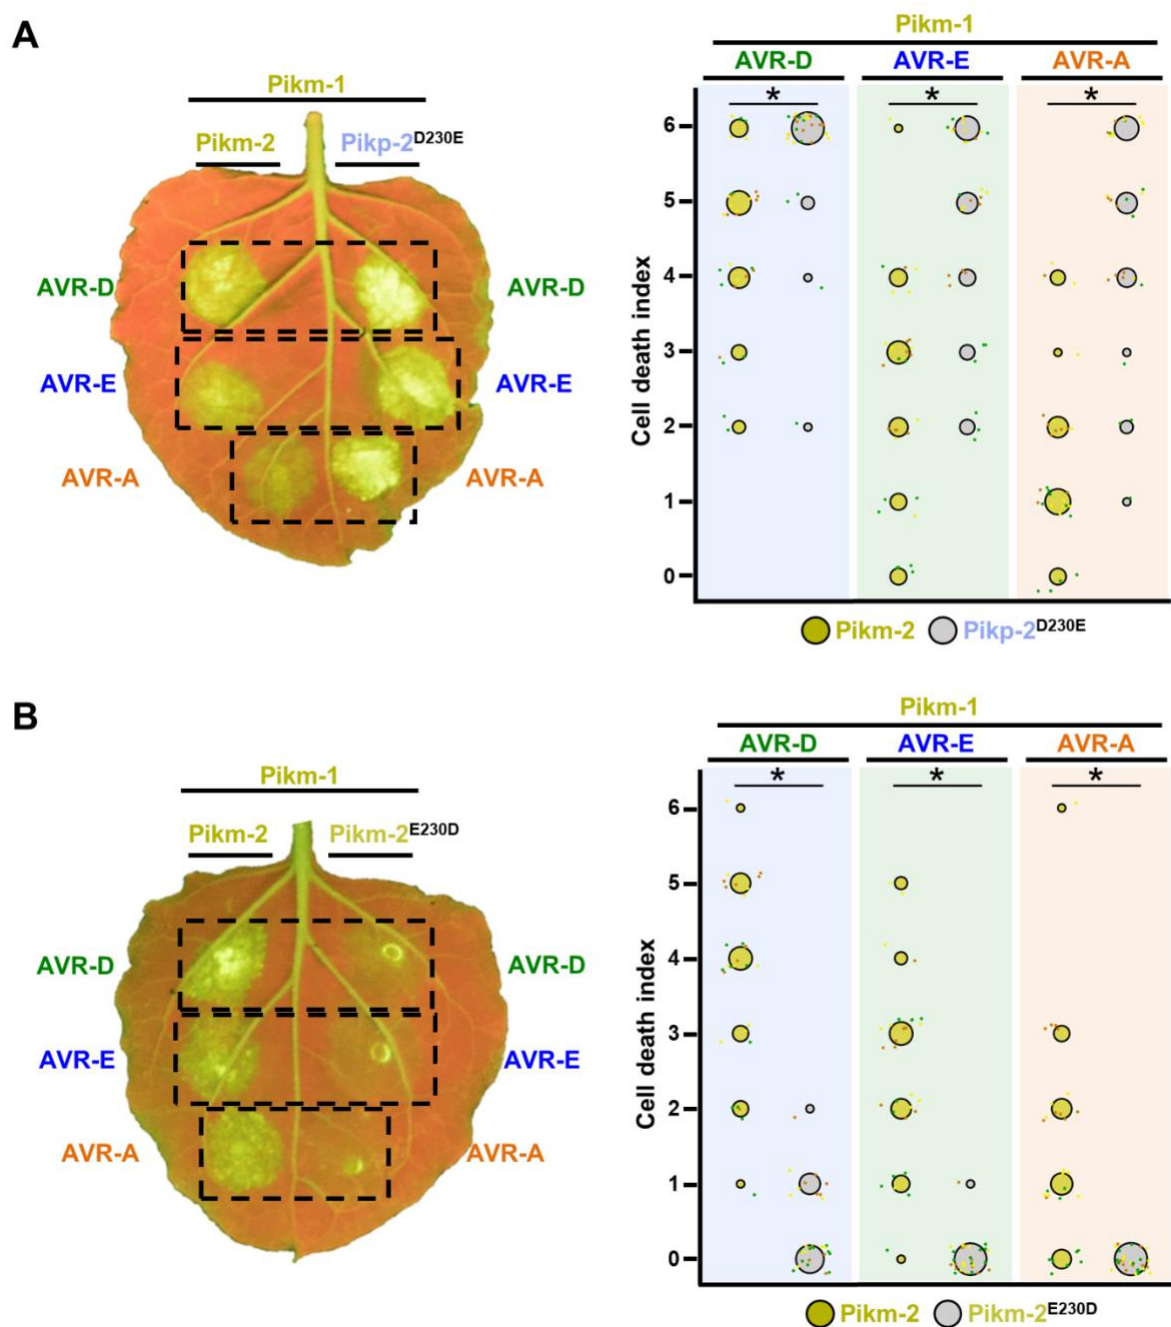 A
Pikm-1
Pikm-2 Pikp-2D230E
AVR-D AVR-D
AVR-E AVR-E
AVR-A AVR-A
Pikm-1
AVR-D AVR-E AVR-A
* * *
Cell death index
6
5
4
3
2
1
0
Pikm-2 Pikp-2D230E
B
Pikm-1
Pikm-2 Pikm-2E230D
AVR-D AVR-D
AVR-E AVR-E
AVR-A AVR-A
Pikm-1
AVR-D AVR-E AVR-A
* * *
Cell death index
6
5
4
3
2
1
0
Pikm-2 Pikm-2E230D